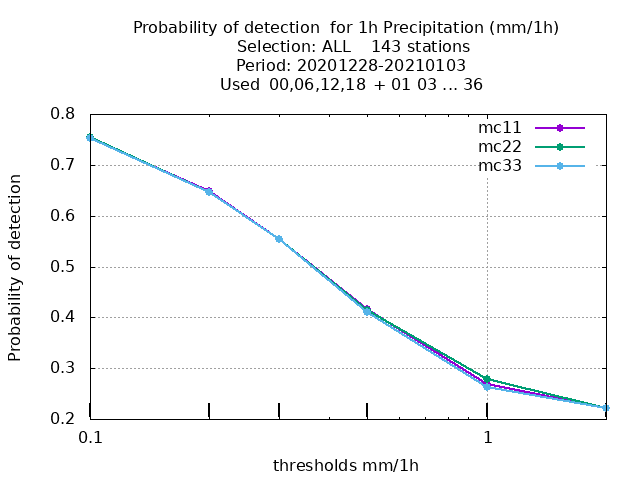 Probability of detection for 1h Precipitation (mm/1h)
Selection: ALL 143 stations
Period: 20201228-20210103
Used 00,06,12,18 + 01 03 ... 36
mc11
mc22
mc33
0.8
0.7
0.6
0.5
0.4
0.3
0.2
Probability of detection
0.1 1
thresholds mm/1h